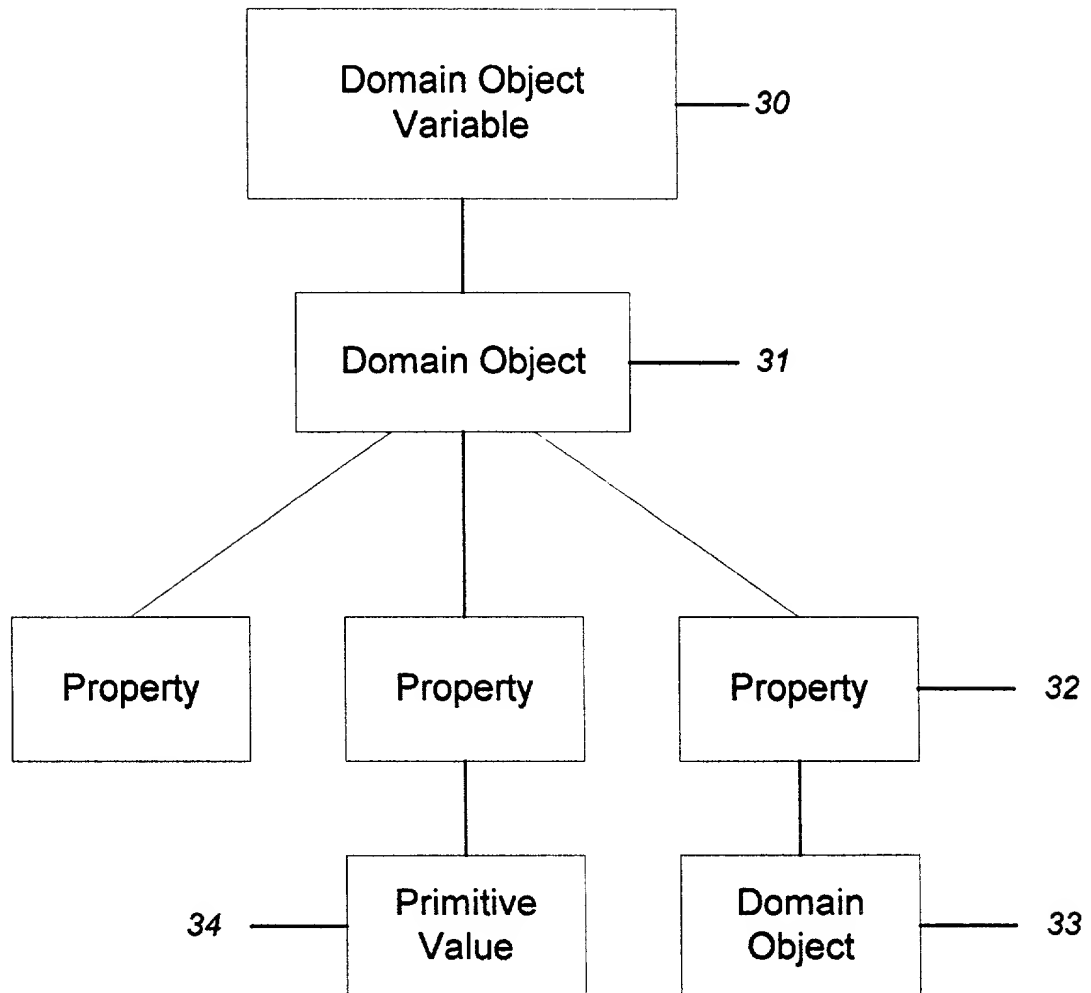 Domain Object
Variable
30
Domain Object
31
Property
Property
Property
32
34
Primitive
Value
Domain
Object
33